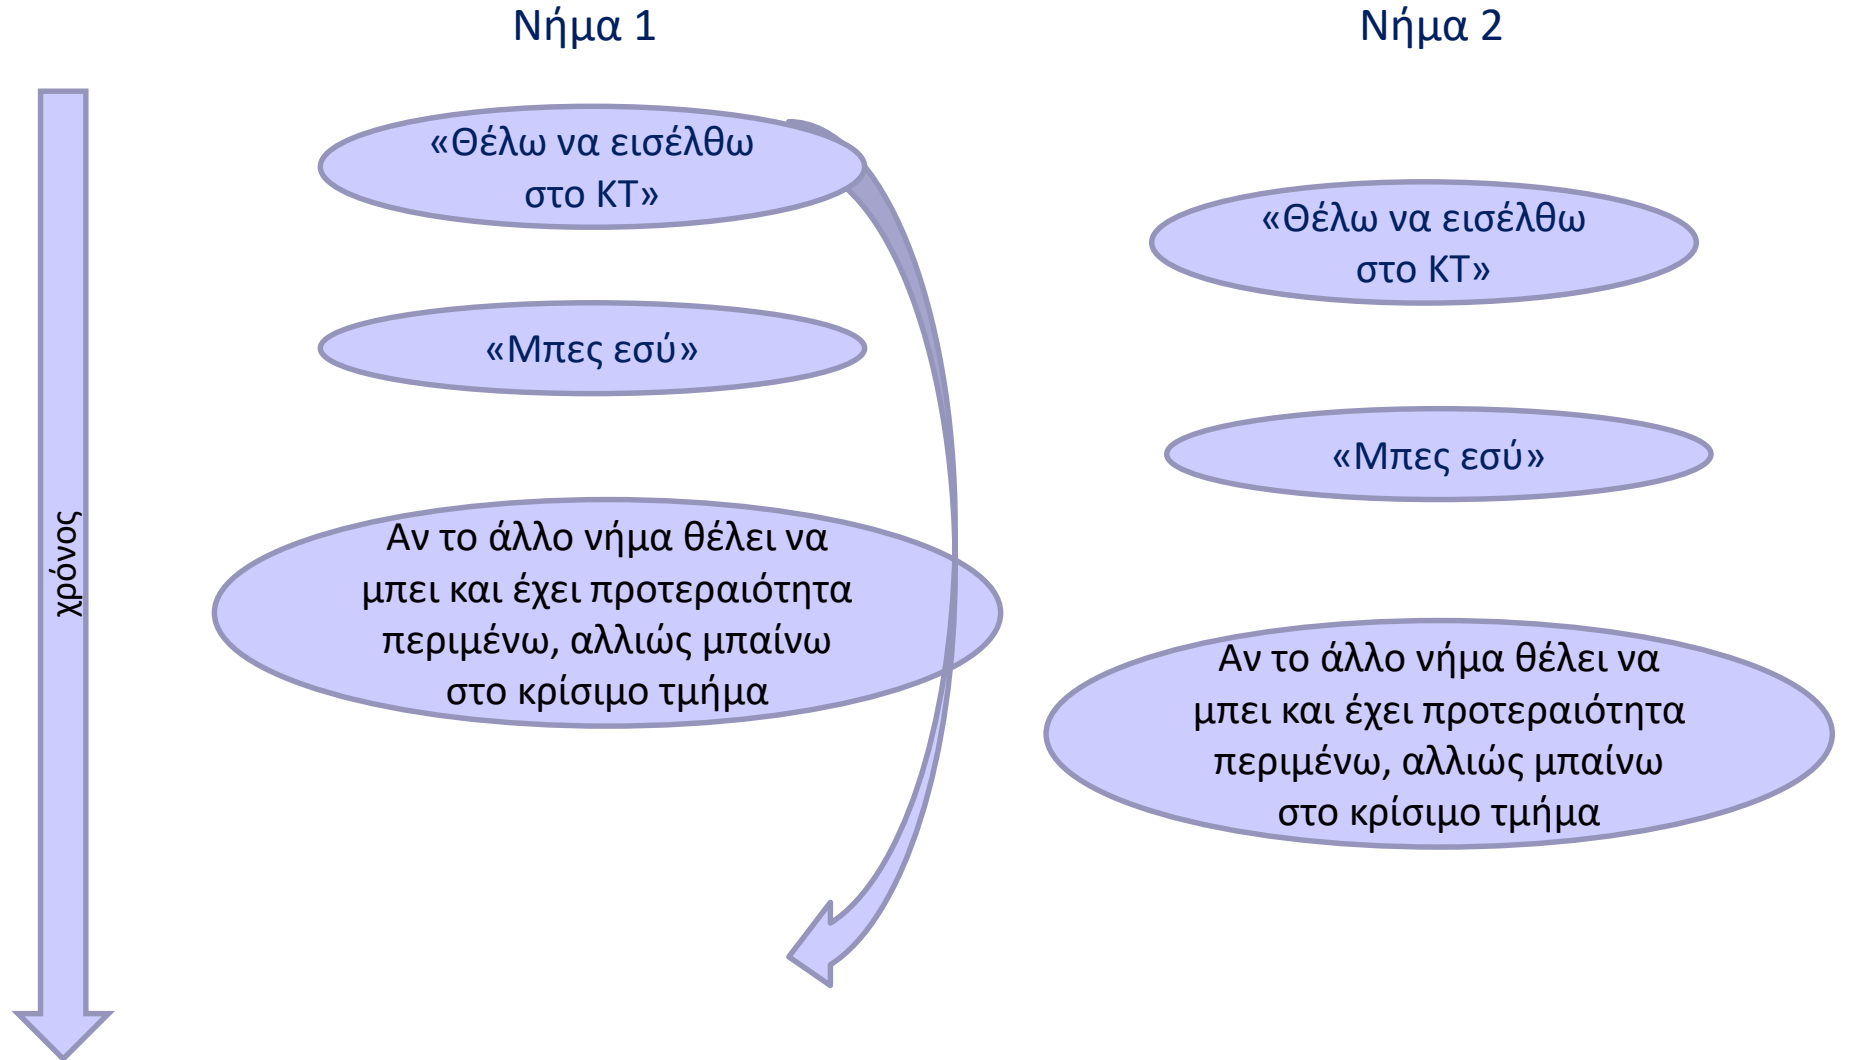 Νήμα 1
Νήμα 2
«Θέλω να εισέλθω
στο ΚΤ»
«Θέλω να εισέλθω
στο ΚΤ»
«Μπες εσύ»
«Μπες εσύ»
χρόνος
Αν το άλλο νήμα θέλει να
μπει και έχει προτεραιότητα
περιμένω, αλλιώς μπαίνω
στο κρίσιμο τμήμα
Αν το άλλο νήμα θέλει να
μπει και έχει προτεραιότητα
περιμένω, αλλιώς μπαίνω
στο κρίσιμο τμήμα